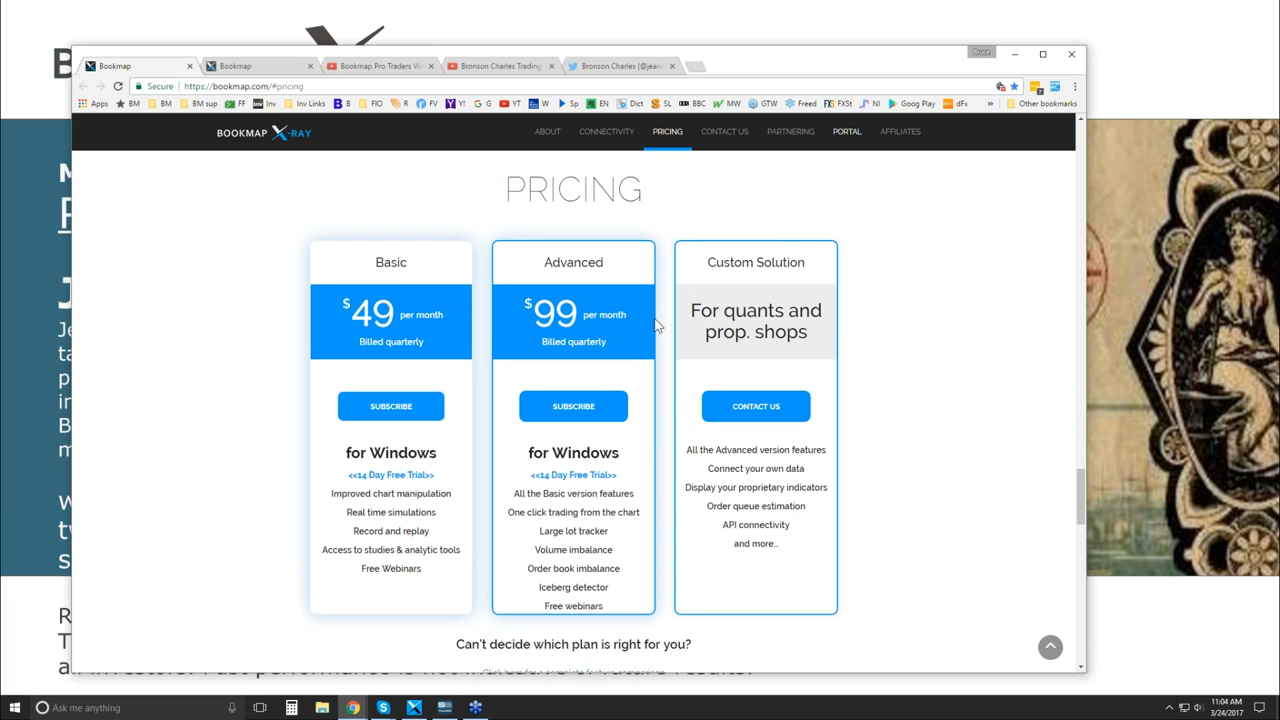 B
Bruce
Bookmap
Bookmap
Bookmap Pro Traders We
Bronson Charles Trading
Bronson Charles (@jearn
Secure
https://bookmap.com/#pricing
Apps
BM
BM
BM sup
FF
Inv
Inv Links
B
FIO
R
FV
Y!
G
YT
W
Sp
EN
Dict
SL
BBC
MW
GTW
Freed
FXSt
NI
Google Play
dFx
»
Other bookmarks
BOOKMAP X-RAY
ABOUT
CONNECTIVITY
PRICING
CONTACT US
PARTNERING
PORTAL
AFFILIATES
PRICING
Basic
$49 per month
Billed quarterly
SUBSCRIBE
for Windows
<<14 Day Free Trial>>
Improved chart manipulation
Real time simulations
Record and replay
Access to studies & analytic tools
Free Webinars
Advanced
$99 per month
Billed quarterly
SUBSCRIBE
for Windows
<<14 Day Free Trial>>
All the Basic version features
One click trading from the chart
Large lot tracker
Volume imbalance
Order book imbalance
Iceberg detector
Free webinars
Custom Solution
For quants and
prop. shops
CONTACT US
All the Advanced version features
Connect your own data
Display your proprietary indicators
Order queue estimation
API connectivity
and more...
Can't decide which plan is right for you?
Ask me anything
11:04 AM
3/24/2017